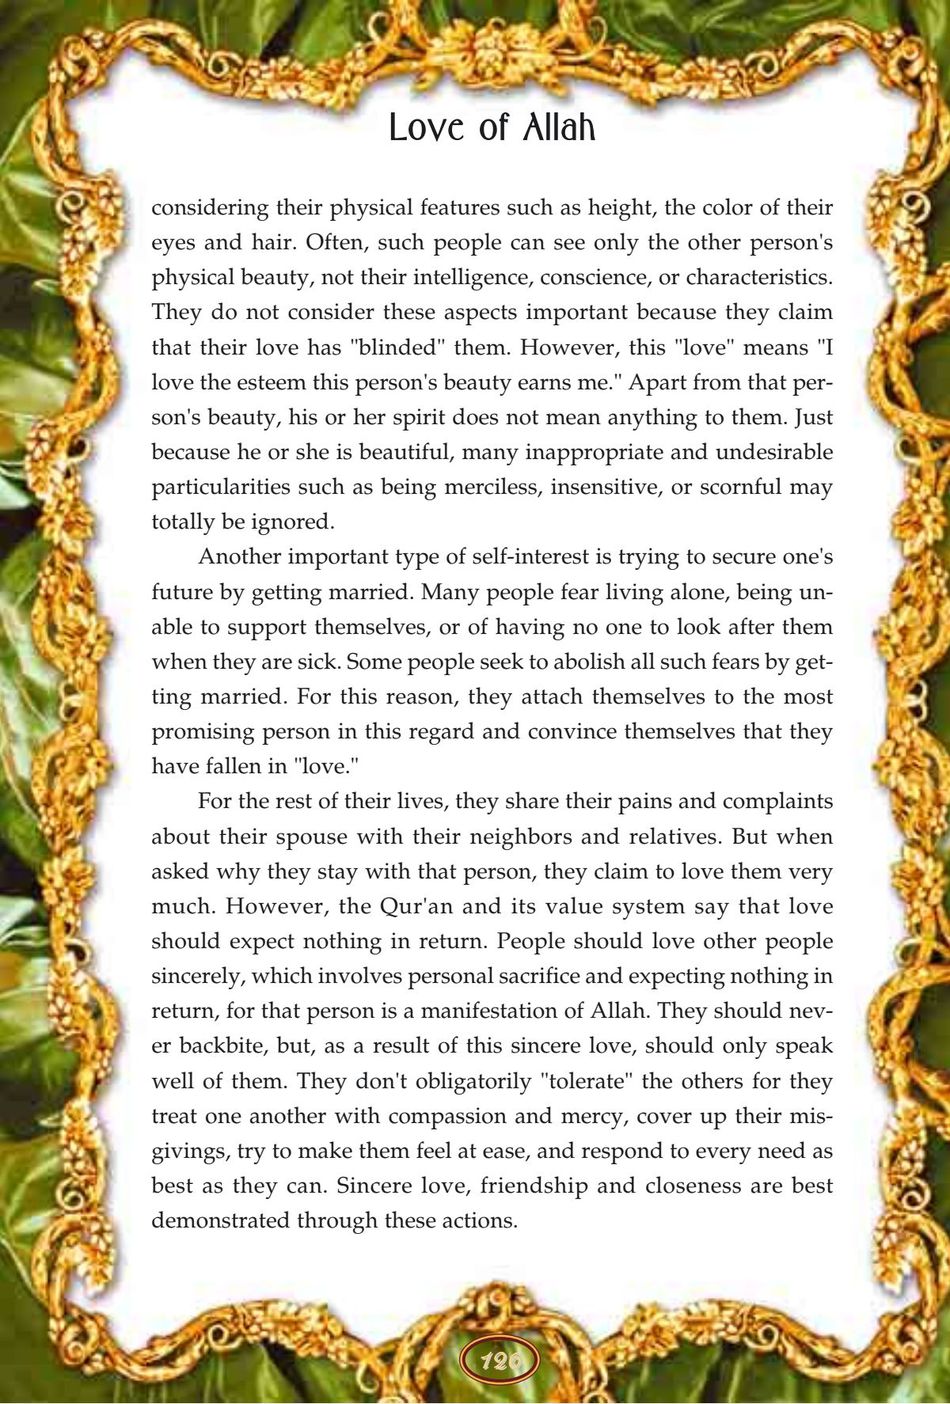 Love of Allah
considering their physical features such as height, the color of their
eyes and hair. Often, such people can see only the other person's
physical beauty, not their intelligence, conscience, or characteristics.
They do not consider these aspects important because they claim
that their love has "blinded" them. However, this "love" means "I
love the esteem this person's beauty earns me." Apart from that per-
son's beauty, his or her spirit does not mean anything to them. Just
because he or she is beautiful, many inappropriate and undesirable
particularities such as being merciless, insensitive, or scornful may
totally be ignored.
Another important type of self-interest is trying to secure one's
future by getting married. Many people fear living alone, being un-
able to support themselves, or of having no one to look after them
when they are sick. Some people seek to abolish all such fears by get-
ting married. For this reason, they attach themselves to the most
promising person in this regard and convince themselves that they
have fallen in "love."
For the rest of their lives, they share their pains and complaints
about their spouse with their neighbors and relatives. But when
asked why they stay with that person, they claim to love them very
much. However, the Qur'an and its value system say that love
should expect nothing in return. People should love other people
sincerely, which involves personal sacrifice and expecting nothing in
return, for that person is a manifestation of Allah. They should nev-
er backbite, but, as a result of this sincere love, should only speak
well of them. They don't obligatorily "tolerate" the others for they
treat one another with compassion and mercy, cover up their mis-
givings, try to make them feel at ease, and respond to every need as
best as they can. Sincere love, friendship and closeness are best
demonstrated through these actions.
126